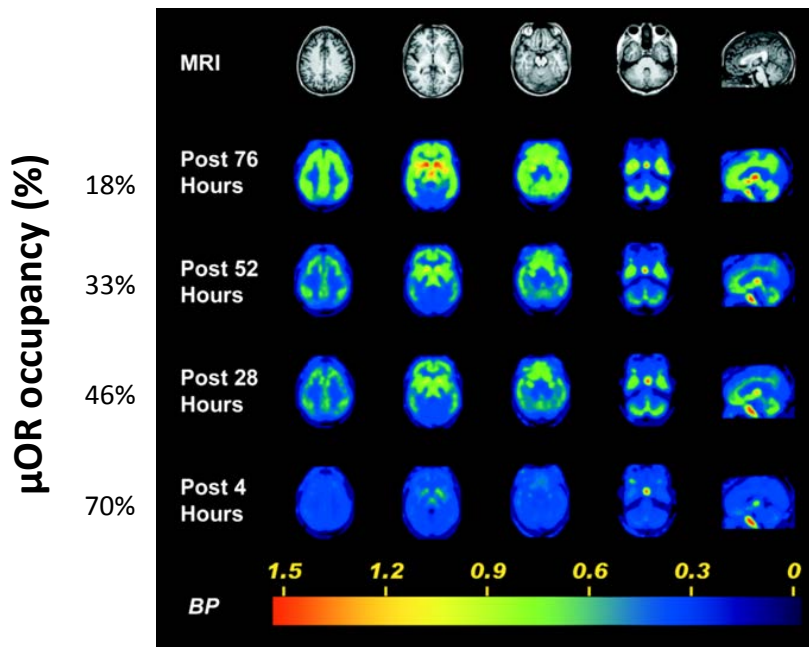 μOR occupancy (%)
MRI
18%
Post 76
Hours
33%
Post 52
Hours
46%
Post 28
Hours
70%
Post 4
Hours
1.5 1.2 0.9 0.6 0.3 0
BP